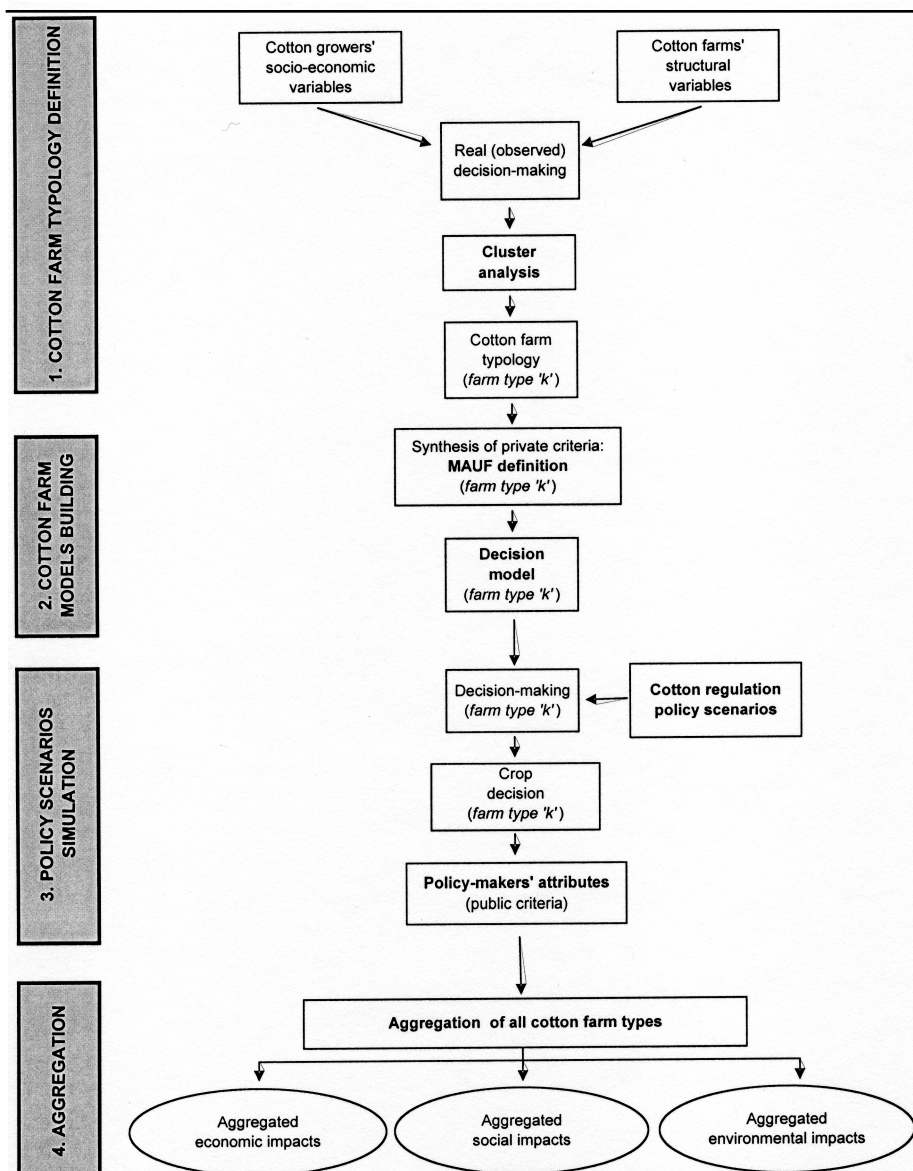 1. COTTON FARM TYPOLOGY DEFINITION
Cotton growers'
socio-economic
variables
Cotton farms'
structural
variables
Real (observed)
decision-making
Cluster
analysis
Cotton farm
typology
(farm type 'k')
2. COTTON FARM
MODELS BUILDING
Synthesis of private criteria:
MAUF definition
(farm type 'k')
Decision
model
(farm type 'k')
3. POLICY SCENARIOS
SIMULATION
Decision-making
(farm type 'k')
Cotton regulation
policy scenarios
Crop
decision
(farm type 'k')
Policy-makers' attributes
(public criteria)
4. AGGREGATION
Aggregation of all cotton farm types
Aggregated
economic impacts
Aggregated
social impacts
Aggregated
environmental impacts